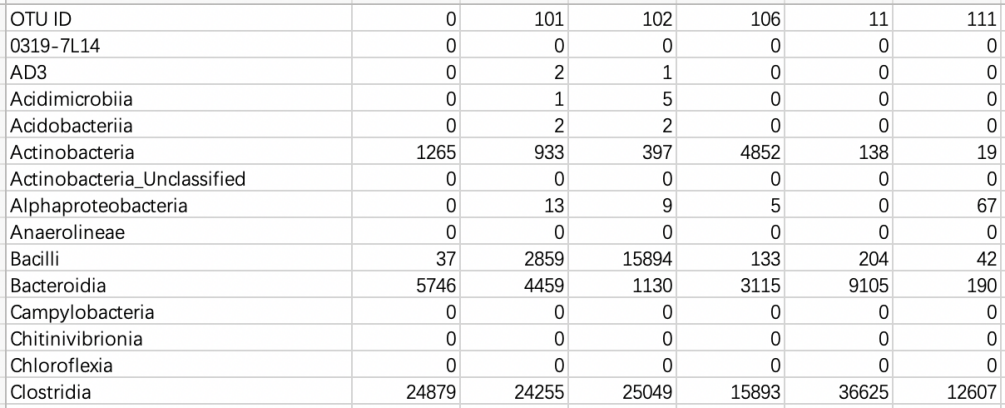 OTU ID 0 101 102 106 11 111
0319-7L14 0 0 0 0 0 0
AD3 0 2 1 0 0 0
Acidimicrobiia 0 1 5 0 0 0
Acidobacteriia 0 2 2 0 0 0
Actinobacteria 1265 933 397 4852 138 19
Actinobacteria_Unclassified 0 0 0 0 0 0
Alphaproteobacteria 0 13 9 5 0 67
Anaerolineae 0 0 0 0 0 0
Bacilli 37 2859 15894 133 204 42
Bacteroidia 5746 4459 1130 3115 9105 190
Campylobacteria 0 0 0 0 0 0
Chitinivibrionia 0 0 0 0 0 0
Chloroflexia 0 0 0 0 0 0
Clostridia 24879 24255 25049 15893 36625 12607